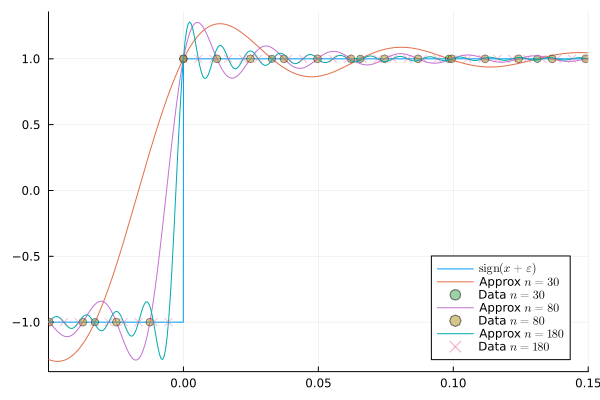 1.0
0.5
0.0
−0.5
−1.0
0.00
0.05
0.10
0.15
sign(x + ε)
Approx n = 30
Data n = 30
Approx n = 80
Data n = 80
Approx n = 180
Data n = 180